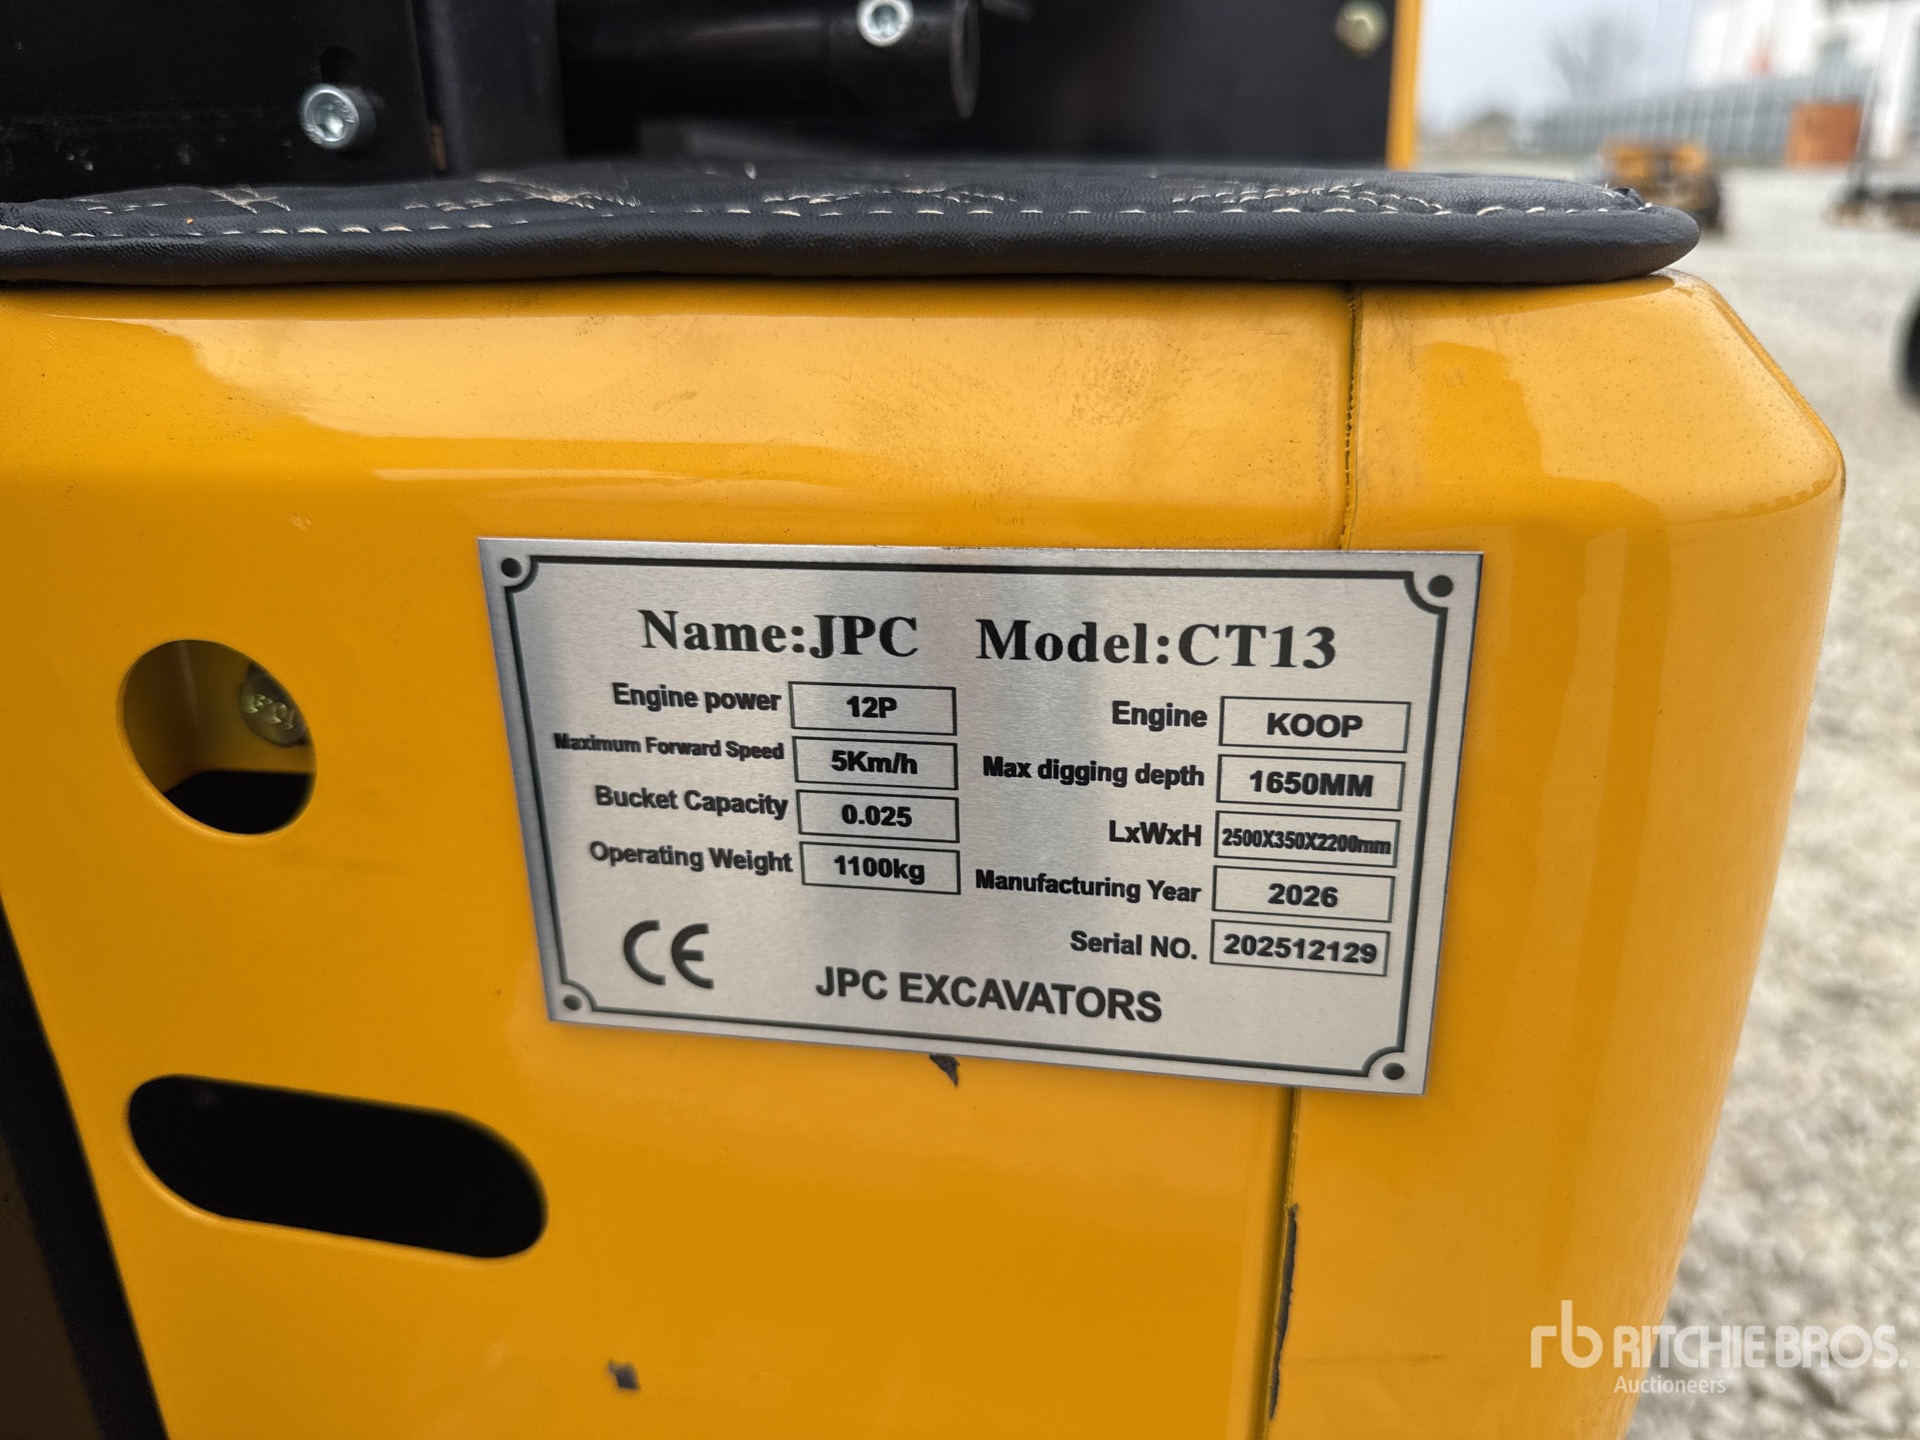 Name:JPC Model:CT13
Engine power 12P
Maximum Forward Speed 5Km/h
Bucket Capacity 0.025
Operating Weight 1100kg
Engine KOOP
Max digging depth 1650MM
LxWxH 2500X350X2200mm
Manufacturing Year 2026
Serial NO. 202512129
CE
JPC EXCAVATORS
rb RITCHIE BROS.
Auctioneers